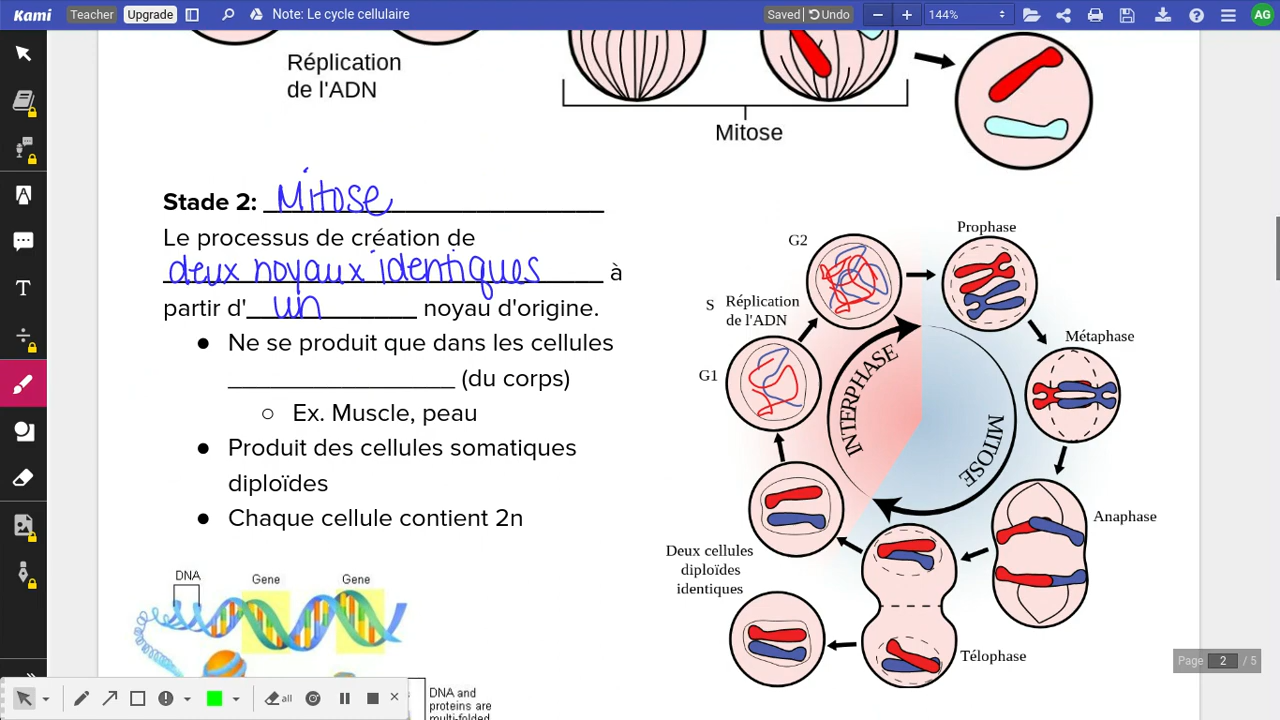 Kami
Teacher
Upgrade
Note: Le cycle cellulaire
Saved
Undo
144%
AG
Réplication
de l'ADN
Mitose
Stade 2: Mitose
Le processus de création de
deux noyaux identiques à
partir d' un noyau d'origine.
● Ne se produit que dans les cellules
____________________ (du corps)
○ Ex. Muscle, peau
● Produit des cellules somatiques
diploïdes
● Chaque cellule contient 2n
G2
Prophase
S Réplication
de l'ADN
Métaphase
G1
INTERPHASE
MITOSE
Anaphase
Deux cellules
diploïdes
identiques
Télophase
DNA
Gene
Gene
DNA and
proteins are
multi-folded
all
Page 2 / 5